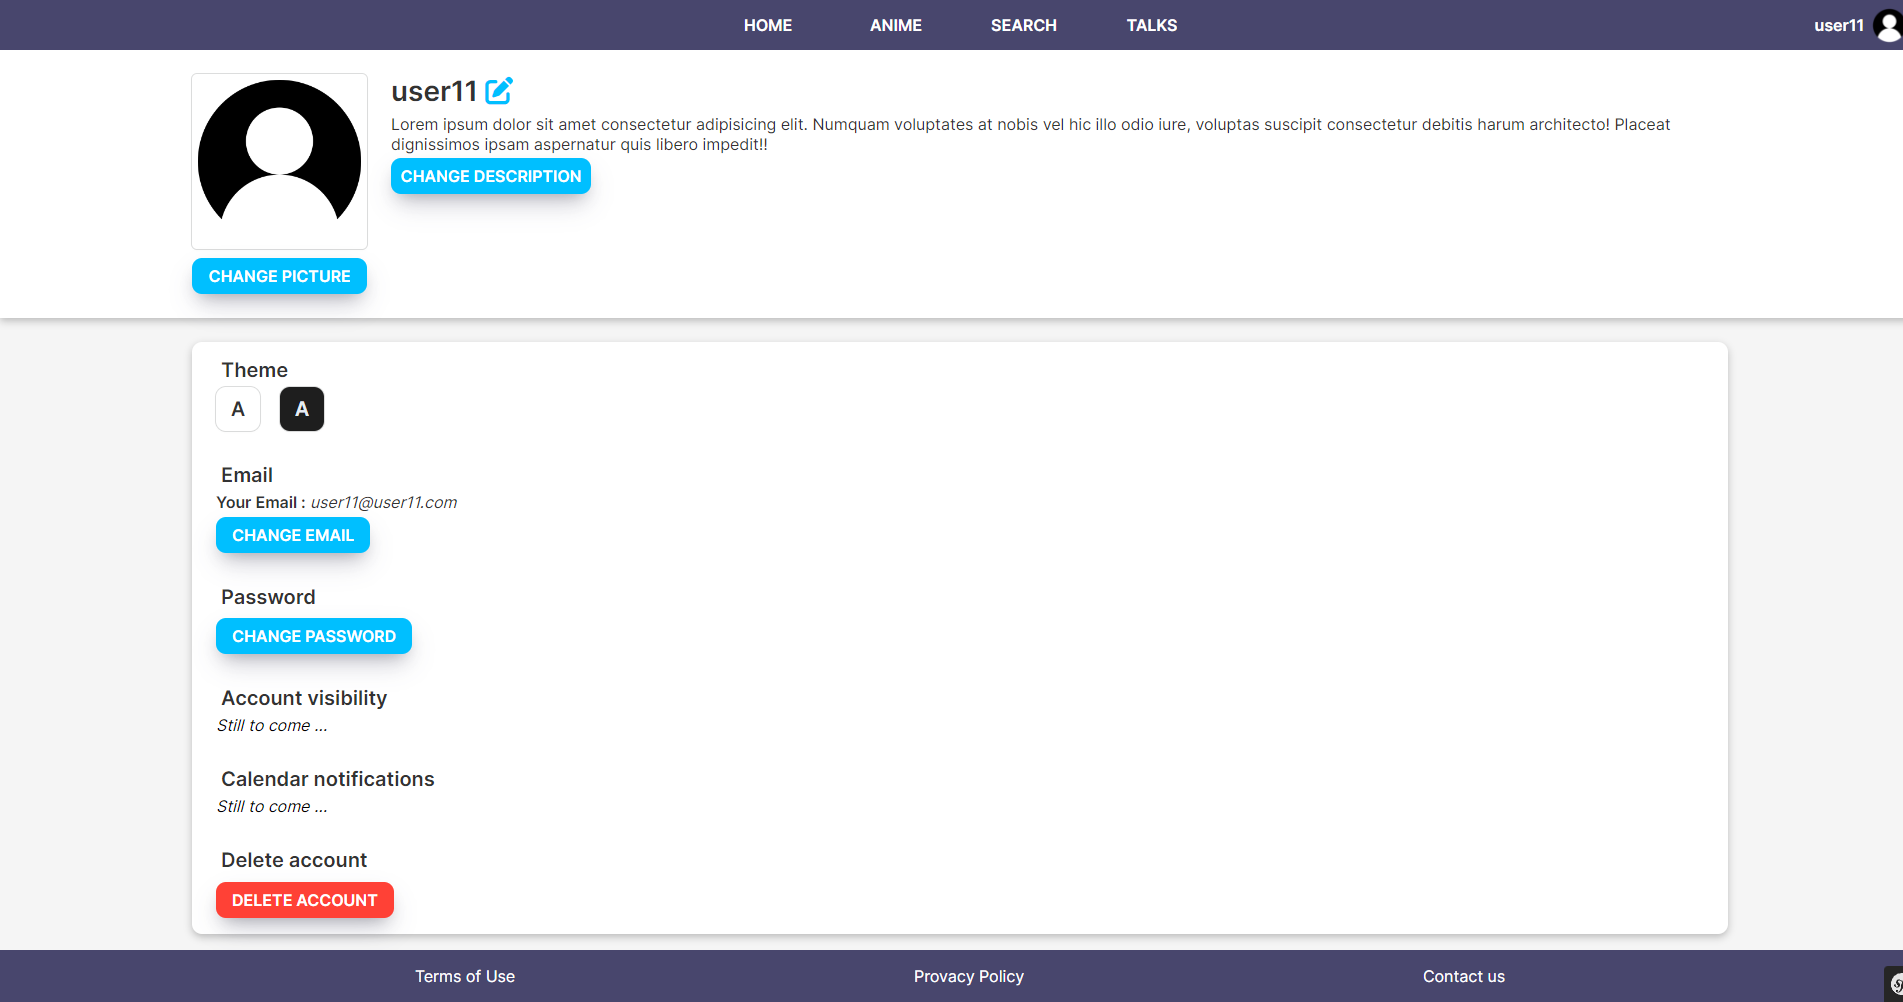 HOME ANIME SEARCH TALKS user11
user11
Lorem ipsum dolor sit amet consectetur adipisicing elit. Numquam voluptates at nobis vel hic illo odio iure, voluptas suscipit consectetur debitis harum architecto! Placeat
dignissimos ipsam aspernatur quis libero impedit!!
CHANGE DESCRIPTION
CHANGE PICTURE
Theme
A A
Email
Your Email : user11@user11.com
CHANGE EMAIL
Password
CHANGE PASSWORD
Account visibility
Still to come ...
Calendar notifications
Still to come ...
Delete account
DELETE ACCOUNT
Terms of Use Provacy Policy Contact us